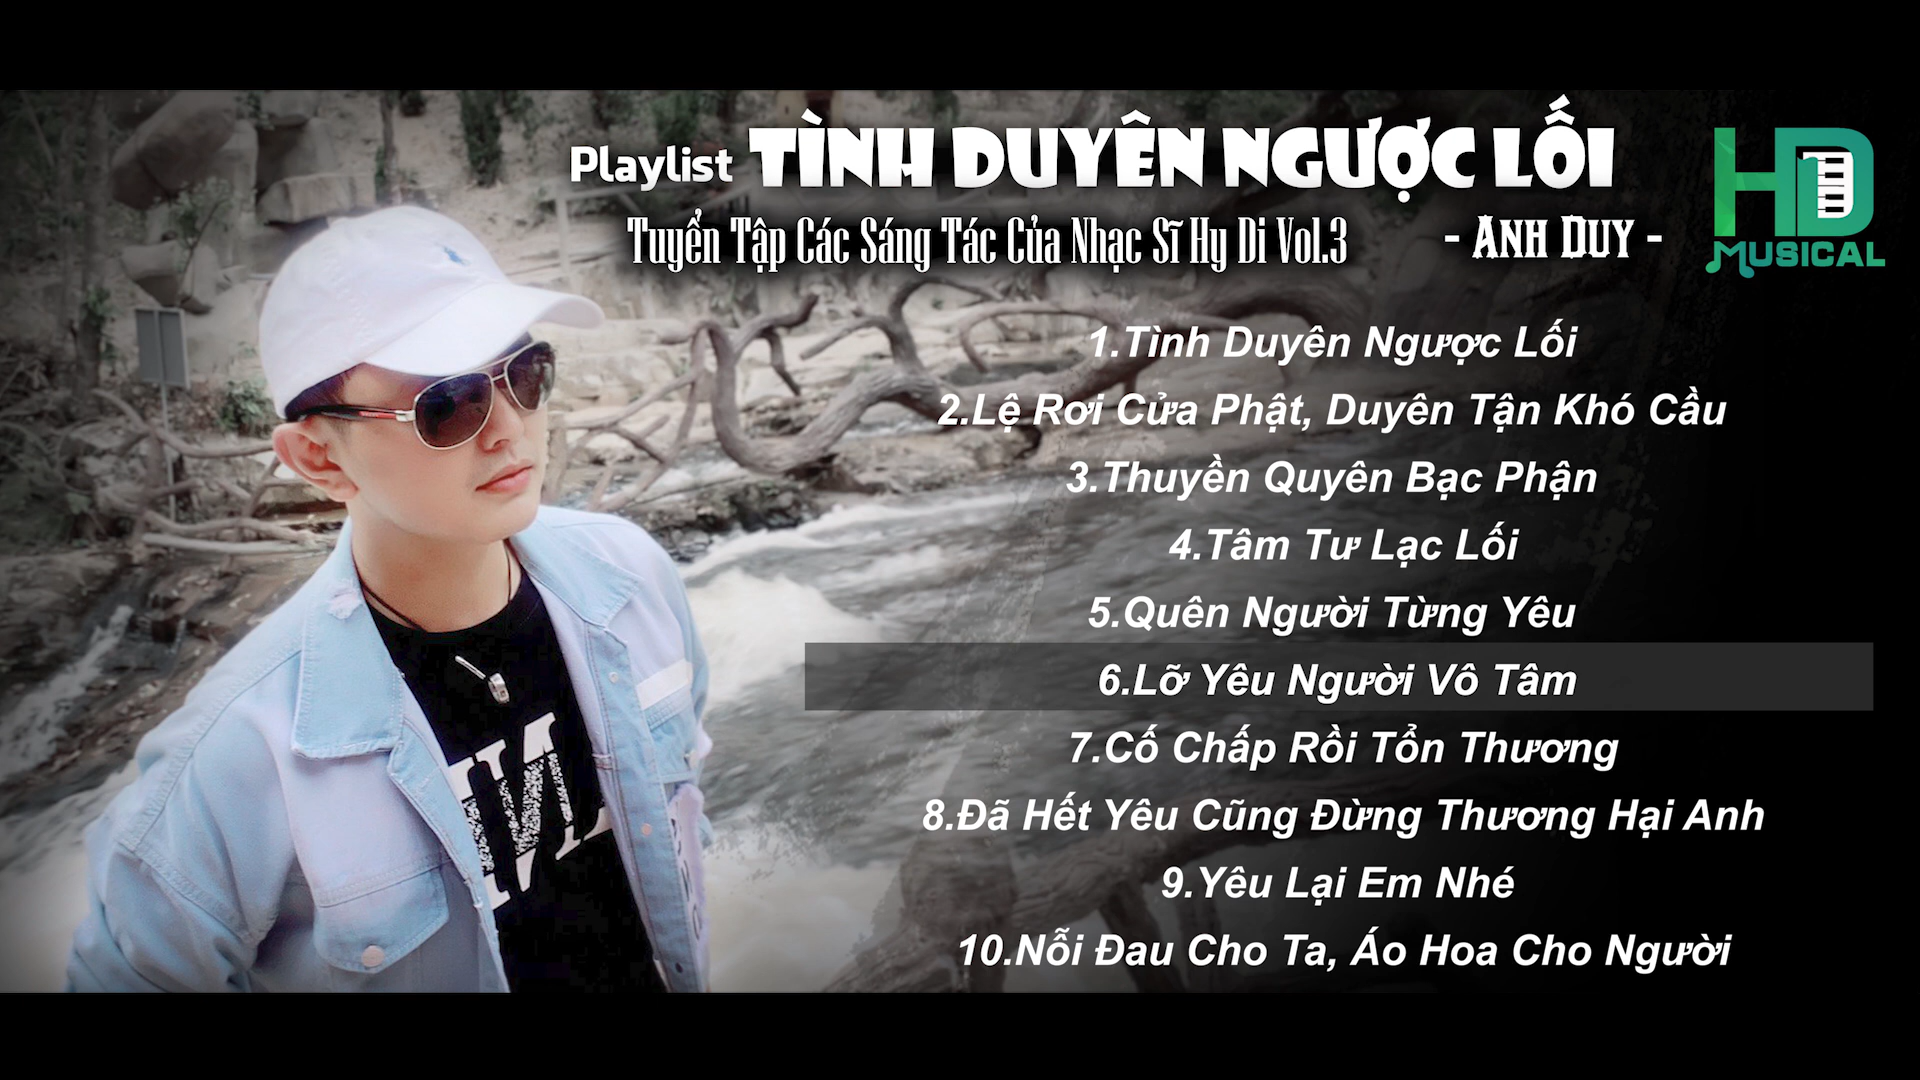 Playlist TÌNH DUYÊN NGƯỢC LỐI
Tuyển Tập Các Sáng Tác Của Nhạc Sĩ Hy Di Vol.3 - ANH DUY -
HD
MUSICAL
1.Tình Duyên Ngược Lối
2.Lệ Rơi Cửa Phật, Duyên Tận Khó Cầu
3.Thuyền Quyên Bạc Phận
4.Tâm Tư Lạc Lối
5.Quên Người Từng Yêu
6.Lỡ Yêu Người Vô Tâm
7.Cố Chấp Rồi Tổn Thương
8.Đã Hết Yêu Cũng Đừng Thương Hại Anh
9.Yêu Lại Em Nhé
10.Nỗi Đau Cho Ta, Áo Hoa Cho Người